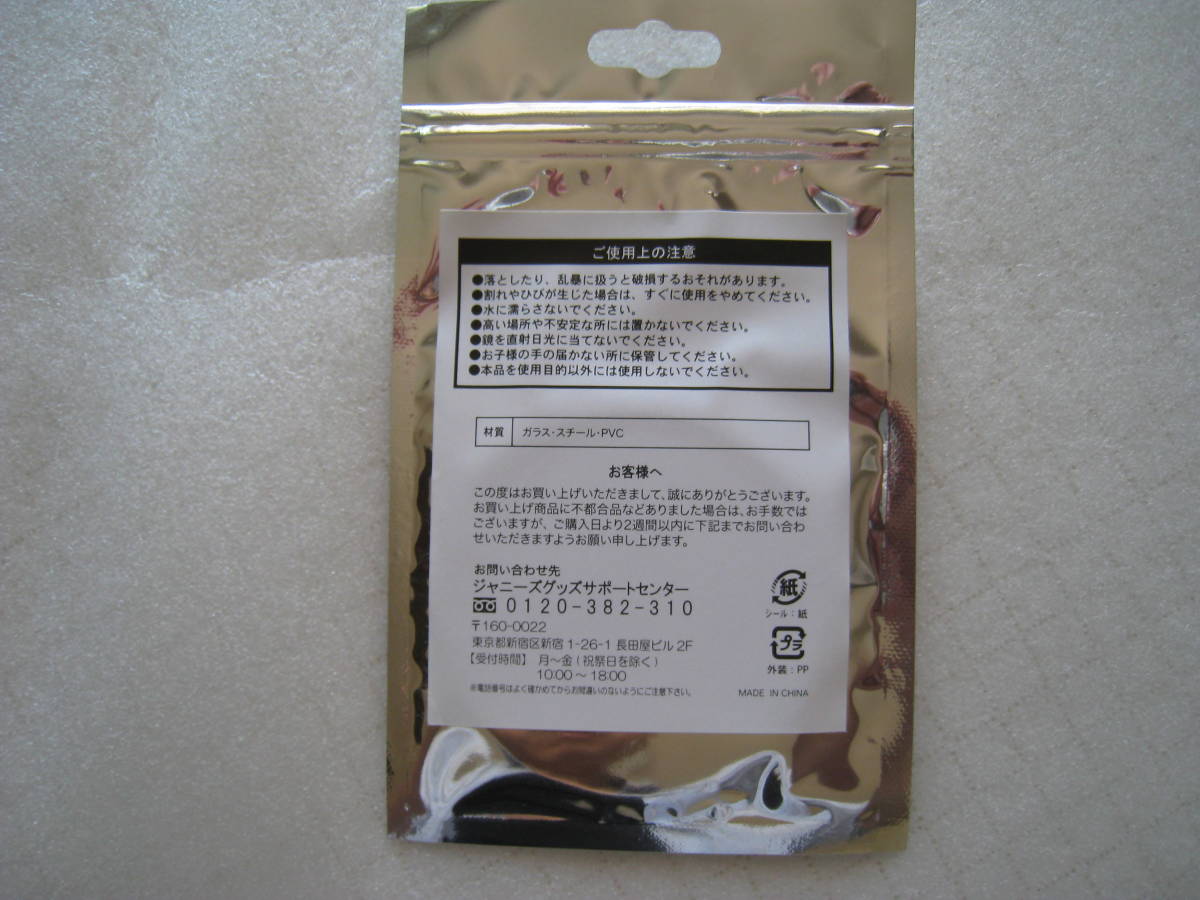 ご使用上の注意
●落としたり、乱暴に扱うと破損するおそれがあります。
●割れやひびが生じた場合は、すぐに使用をやめてください。
●水に濡らさないでください。
●高い場所や不安定な所には置かないでください。
●鏡を直射日光に当てないでください。
●お子様の手の届かない所に保管してください。
●本品を使用目的以外には使用しないでください。
材質 ガラス・スチール・PVC
お客様へ
この度はお買い上げいただきまして、誠にありがとうございます。
お買い上げ商品に不都合品などありました場合は、お手数では
ございますが、ご購入日より2週間以内に下記までお問い合わ
せいただきますようお願い申し上げます。
お問い合わせ先
ジャニーズグッズサポートセンター
0120-382-310
〒160-0022
東京都新宿区新宿 1-26-1 長田屋ビル 2F
【受付時間】 月〜金 ( 祝祭日を除く )
10:00 〜 18:00
※電話番号はよく確かめてからお間違いのないようにご注意下さい。
紙
シール : 紙
プラ
外装 : PP
MADE IN CHINA